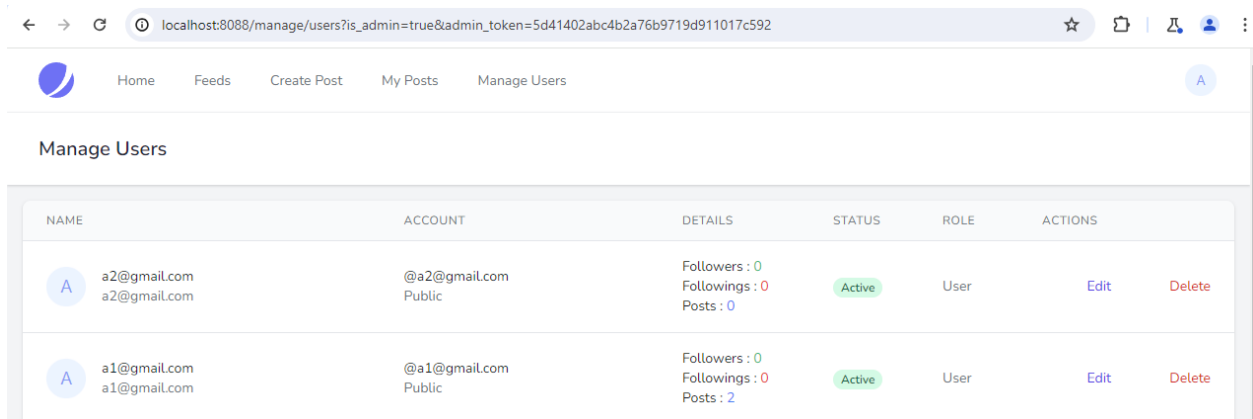 localhost:8088/manage/users?is_admin=true&admin_token=5d41402abc4b2a76b9719d911017c592
Home Feeds Create Post My Posts Manage Users A
Manage Users
NAME ACCOUNT DETAILS STATUS ROLE ACTIONS
A a2@gmail.com @a2@gmail.com Followers : 0
a2@gmail.com Public Followings : 0 Active User Edit Delete
Posts : 0
A a1@gmail.com @a1@gmail.com Followers : 0
a1@gmail.com Public Followings : 0 Active User Edit Delete
Posts : 2